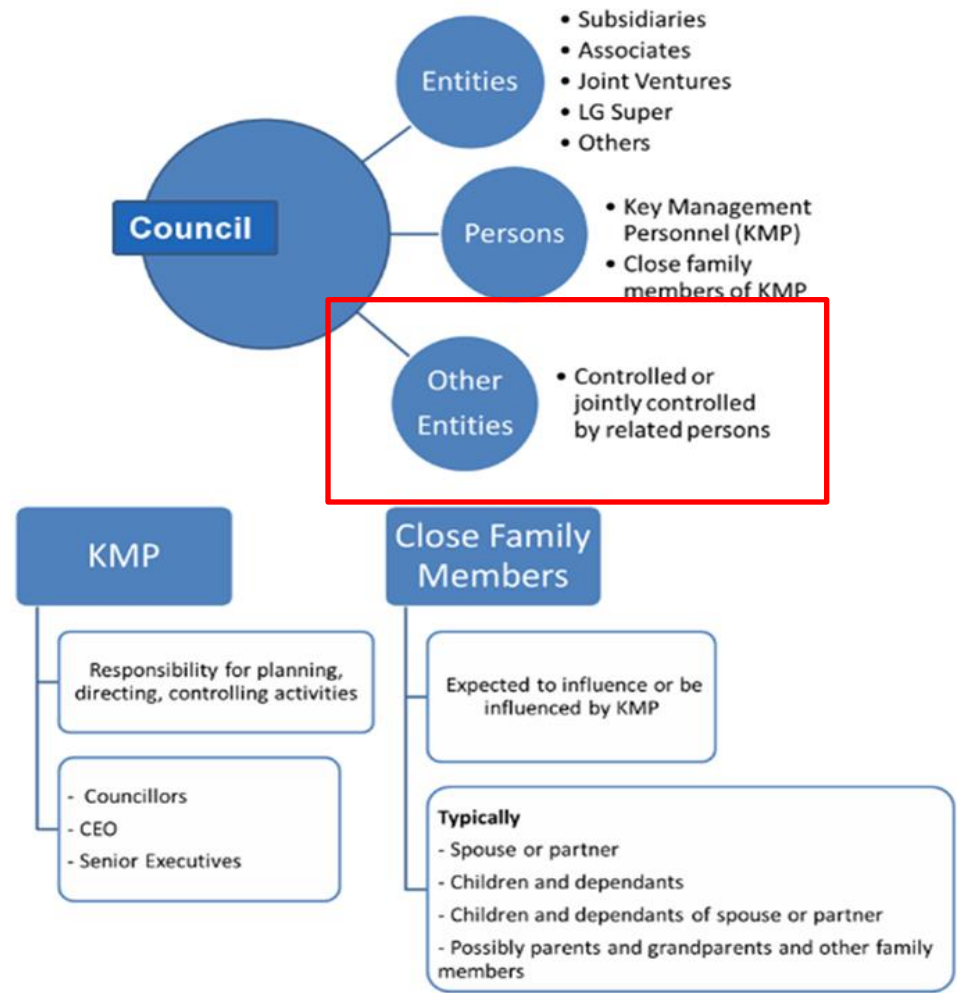 Council
Entities
• Subsidiaries
• Associates
• Joint Ventures
• LG Super
• Others
Persons
• Key Management
Personnel (KMP)
• Close family
members of KMP
Other
Entities
• Controlled or
jointly controlled
by related persons
KMP
Responsibility for planning,
directing, controlling activities
- Councillors
- CEO
- Senior Executives
Close Family
Members
Expected to influence or be
influenced by KMP
Typically
- Spouse or partner
- Children and dependants
- Children and dependants of spouse or partner
- Possibly parents and grandparents and other family
members